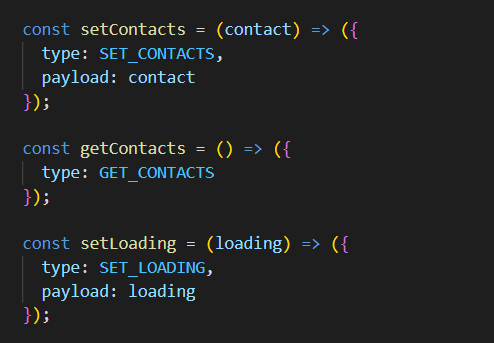 const setContacts = (contact) => ({
  type: SET_CONTACTS,
  payload: contact
});

const getContacts = () => ({
  type: GET_CONTACTS
});

const setLoading = (loading) => ({
  type: SET_LOADING,
  payload: loading
});